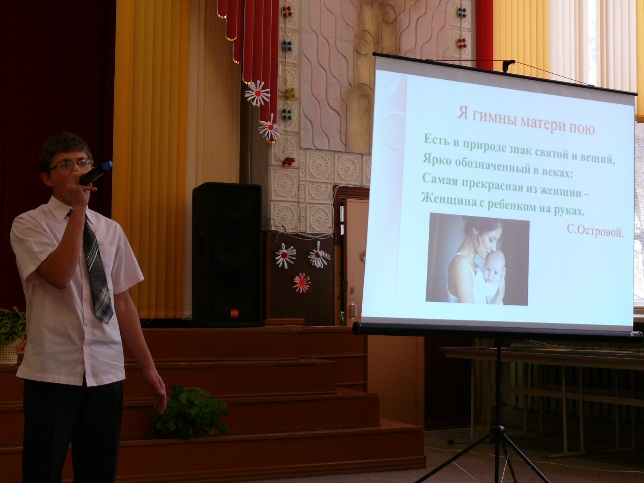 Я гимны матери пою
Есть в природе знак святой и вещий,
Ярко обозначенный в веках:
Самая прекрасная из женщин –
Женщина с ребенком на руках.
С.Островой.